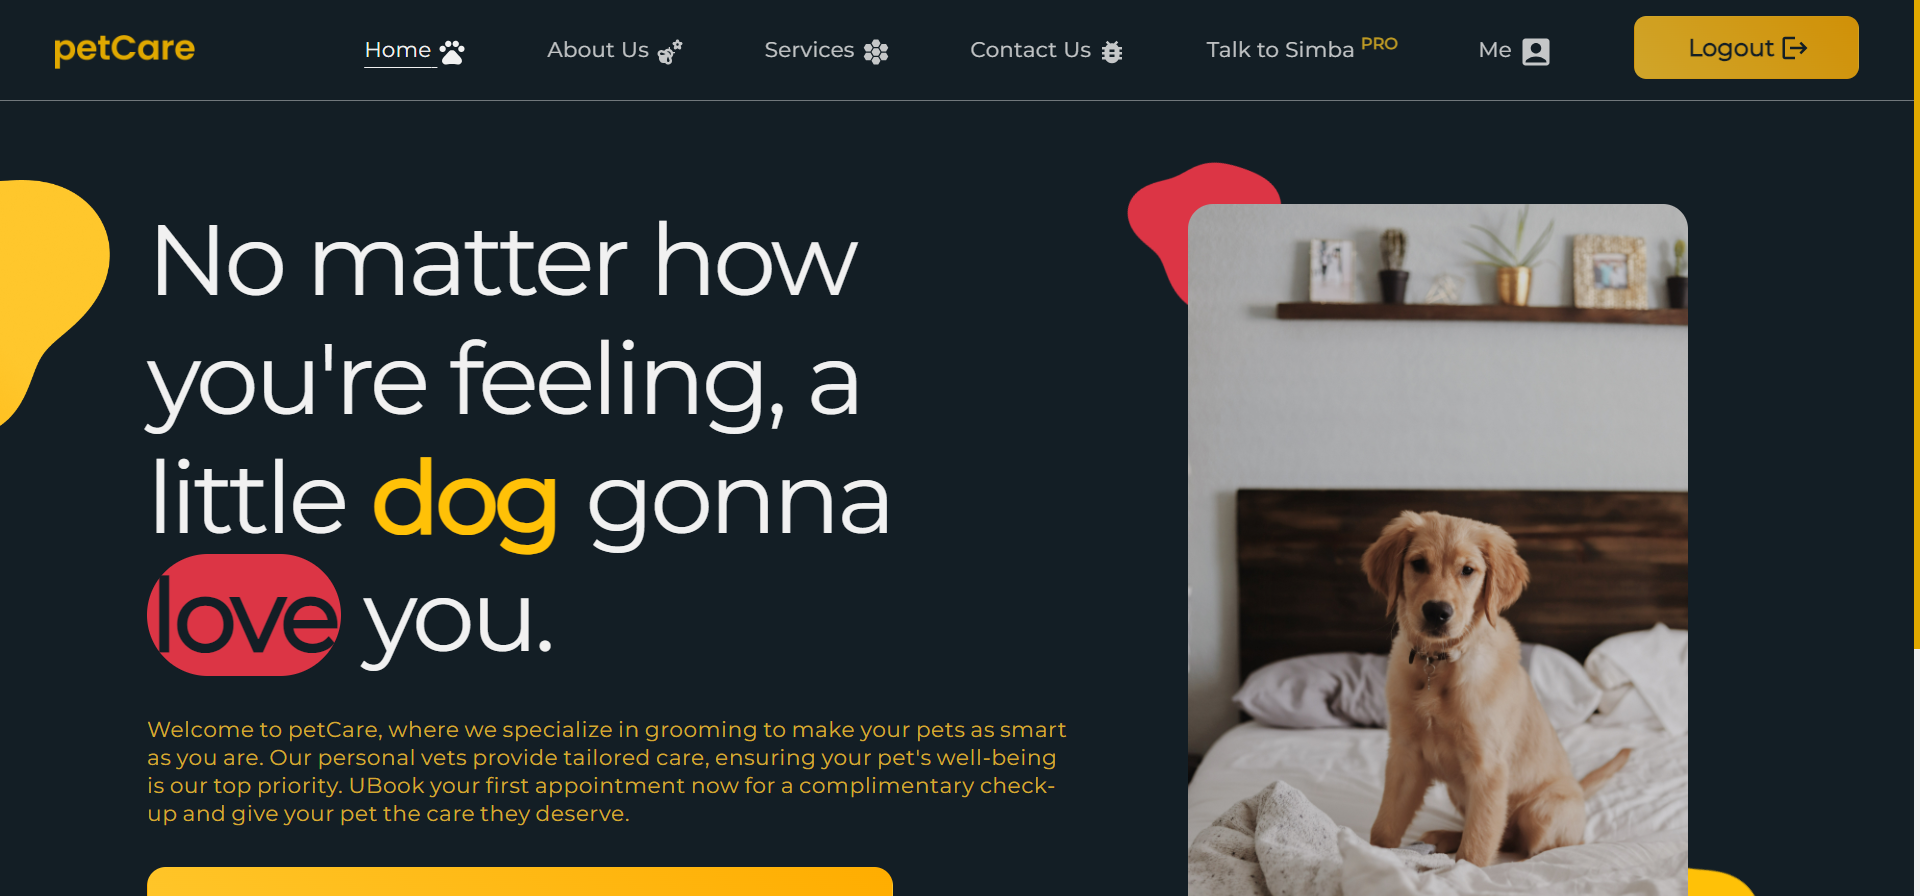 petCare
Home
About Us
Services
Contact Us
Talk to Simba PRO
Me
Logout
No matter how
you're feeling, a
little dog gonna
love you.
Welcome to petCare, where we specialize in grooming to make your pets as smart
as you are. Our personal vets provide tailored care, ensuring your pet's well-being
is our top priority. UBook your first appointment now for a complimentary check-
up and give your pet the care they deserve.